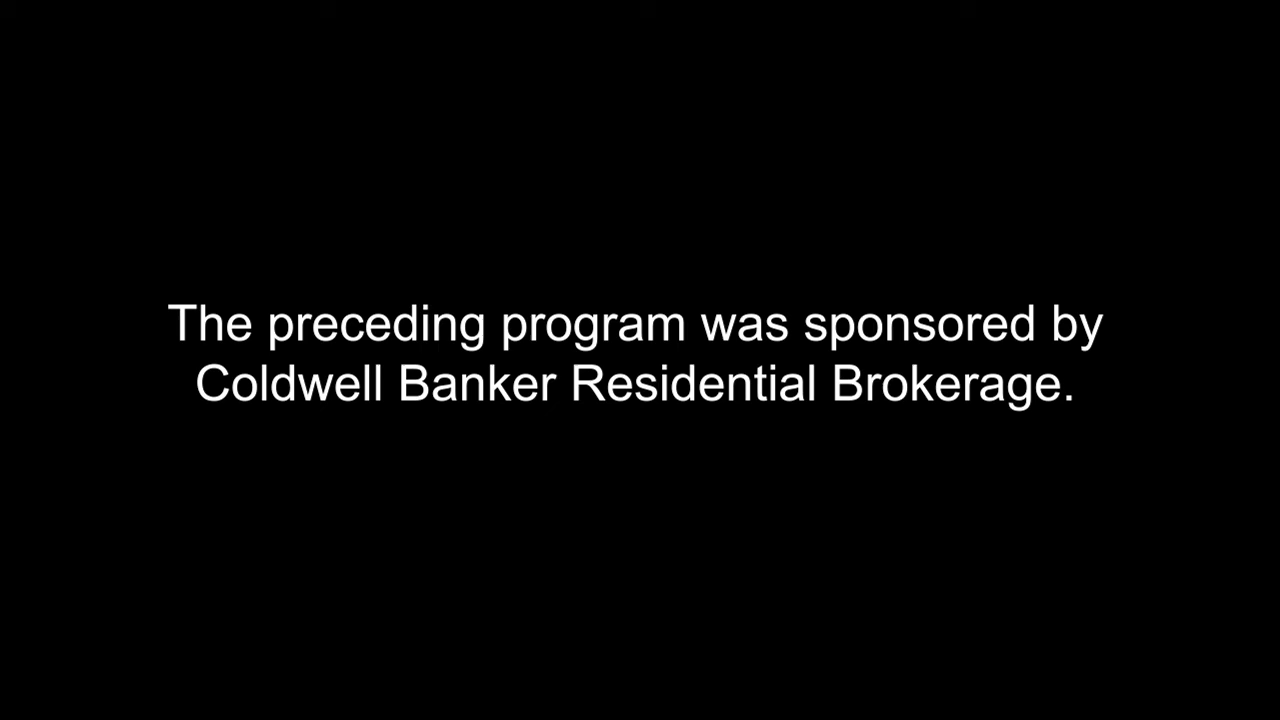 The preceding program was sponsored by
Coldwell Banker Residential Brokerage.